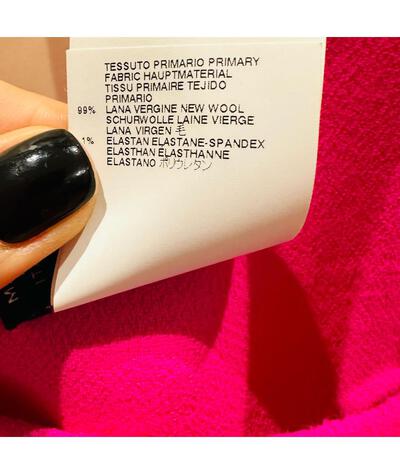 TESSUTO PRIMARIO PRIMARY
FABRIC HAUPTMATERIAL
TISSU PRIMAIRE TEJIDO
PRIMARIO
99% LANA VERGINE NEW WOOL
SCHURWOLLE LAINE VIERGE
LANA VIRGEN 毛
1% ELASTAN ELASTANE-SPANDEX
ELASTHAN ÉLASTHANNE
ELASTANO ポリウレタン